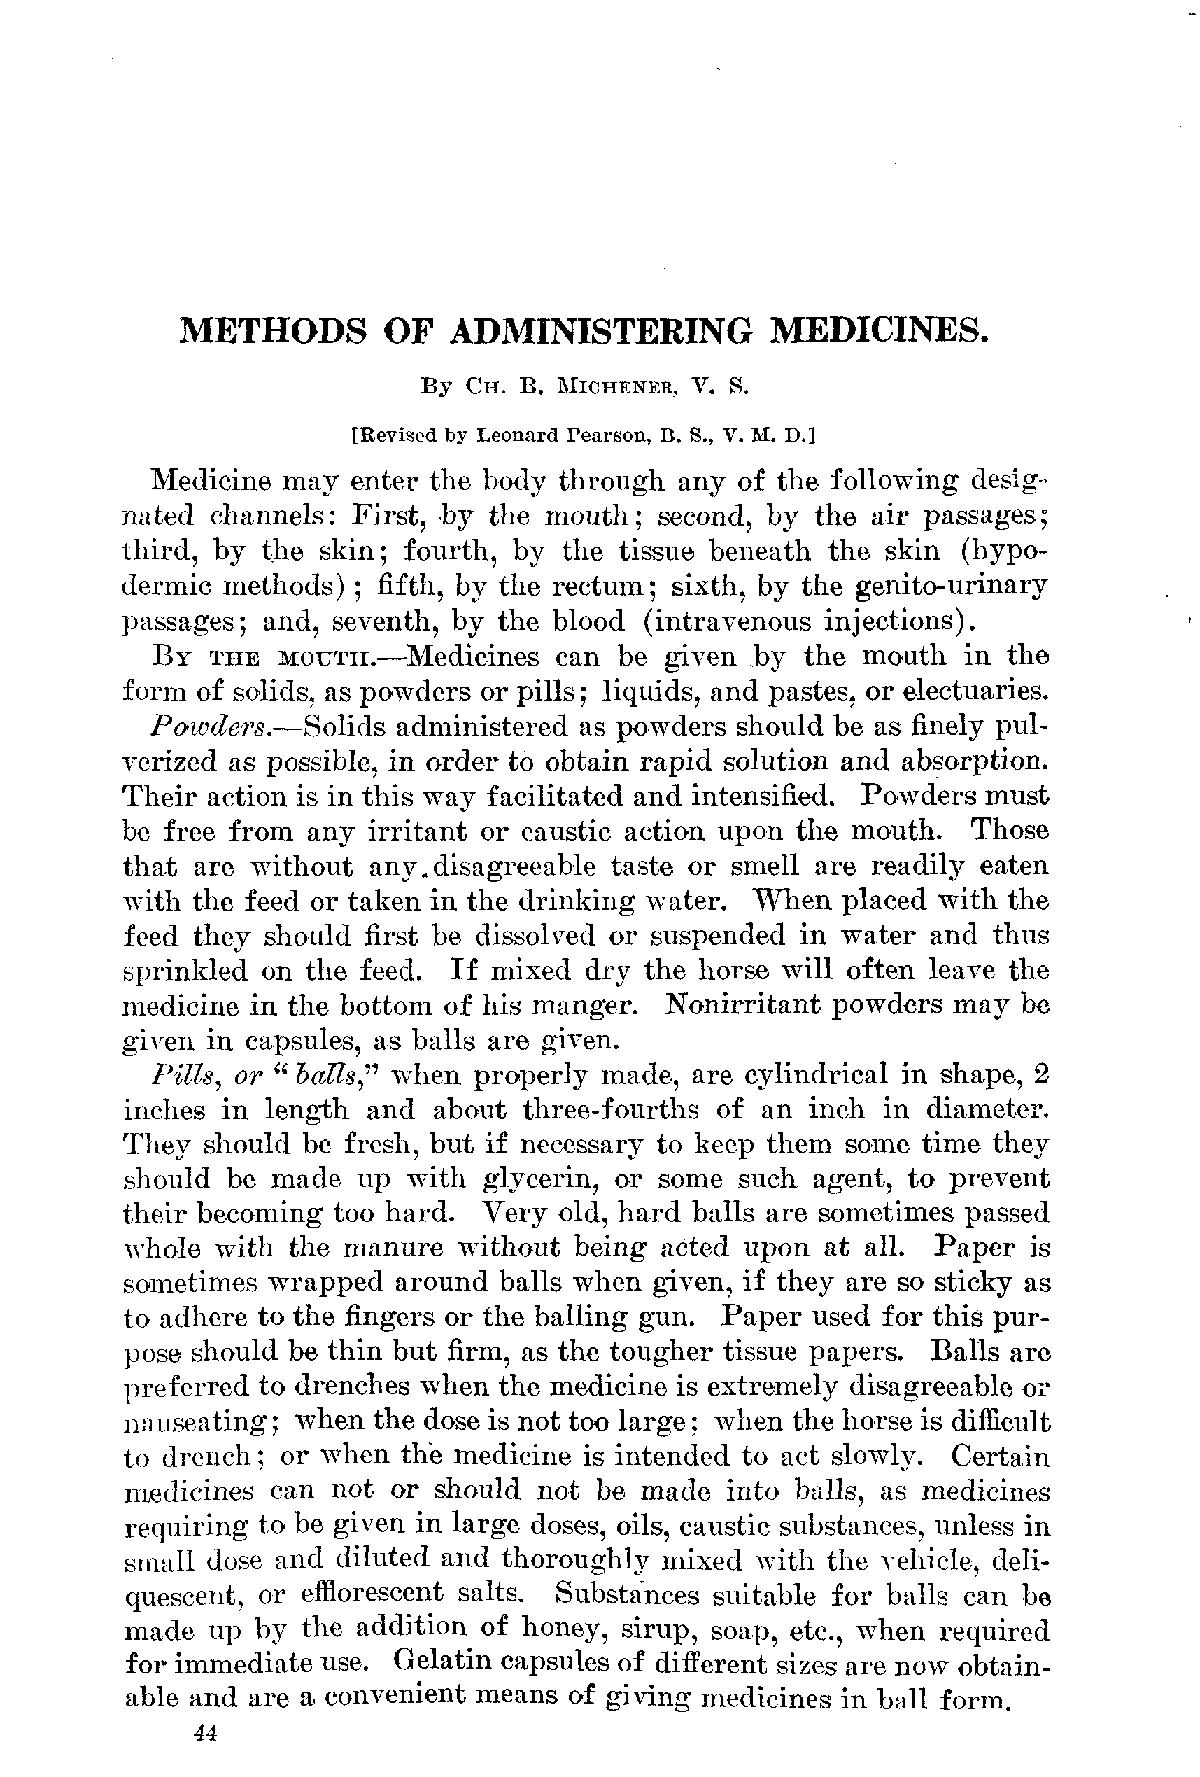 METHODS OF ADMINISTERING MEDICINES.
By CH. B. MICHENER, V. S.
[Revised by Leonard Pearson, B. S., V. M. D.]
Medicine may enter the body through any of the following desig-
nated channels: First, by the mouth; second, by the air passages;
third, by the skin; fourth, by the tissue beneath the skin (hypo-
dermic methods); fifth, by the rectum; sixth, by the genito-urinary
passages; and, seventh, by the blood (intravenous injections).
BY THE MOUTH.—Medicines can be given by the mouth in the
form of solids, as powders or pills; liquids, and pastes, or electuaries.
Powders.—Solids administered as powders should be as finely pul-
verized as possible, in order to obtain rapid solution and absorption.
Their action is in this way facilitated and intensified. Powders must
be free from any irritant or caustic action upon the mouth. Those
that are without any disagreeable taste or smell are readily eaten
with the feed or taken in the drinking water. When placed with the
feed they should first be dissolved or suspended in water and thus
sprinkled on the feed. If mixed dry the horse will often leave the
medicine in the bottom of his manger. Nonirritant powders may be
given in capsules, as balls are given.
Pills, or "balls," when properly made, are cylindrical in shape, 2
inches in length and about three-fourths of an inch in diameter.
They should be fresh, but if necessary to keep them some time they
should be made up with glycerin, or some such agent, to prevent
their becoming too hard. Very old, hard balls are sometimes passed
whole with the manure without being acted upon at all. Paper is
sometimes wrapped around balls when given, if they are so sticky as
to adhere to the fingers or the balling gun. Paper used for this pur-
pose should be thin but firm, as the tougher tissue papers. Balls are
preferred to drenches when the medicine is extremely disagreeable or
nauseating; when the dose is not too large; when the horse is difficult
to drench; or when the medicine is intended to act slowly. Certain
medicines can not or should not be made into balls, as medicines
requiring to be given in large doses, oils, caustic substances, unless in
small dose and diluted and thoroughly mixed with the vehicle, deli-
quescent, or efflorescent salts. Substances suitable for balls can be
made up by the addition of honey, sirup, soap, etc., when required
for immediate use. Gelatin capsules of different sizes are now obtain-
able and are a convenient means of giving medicines in ball form.
44